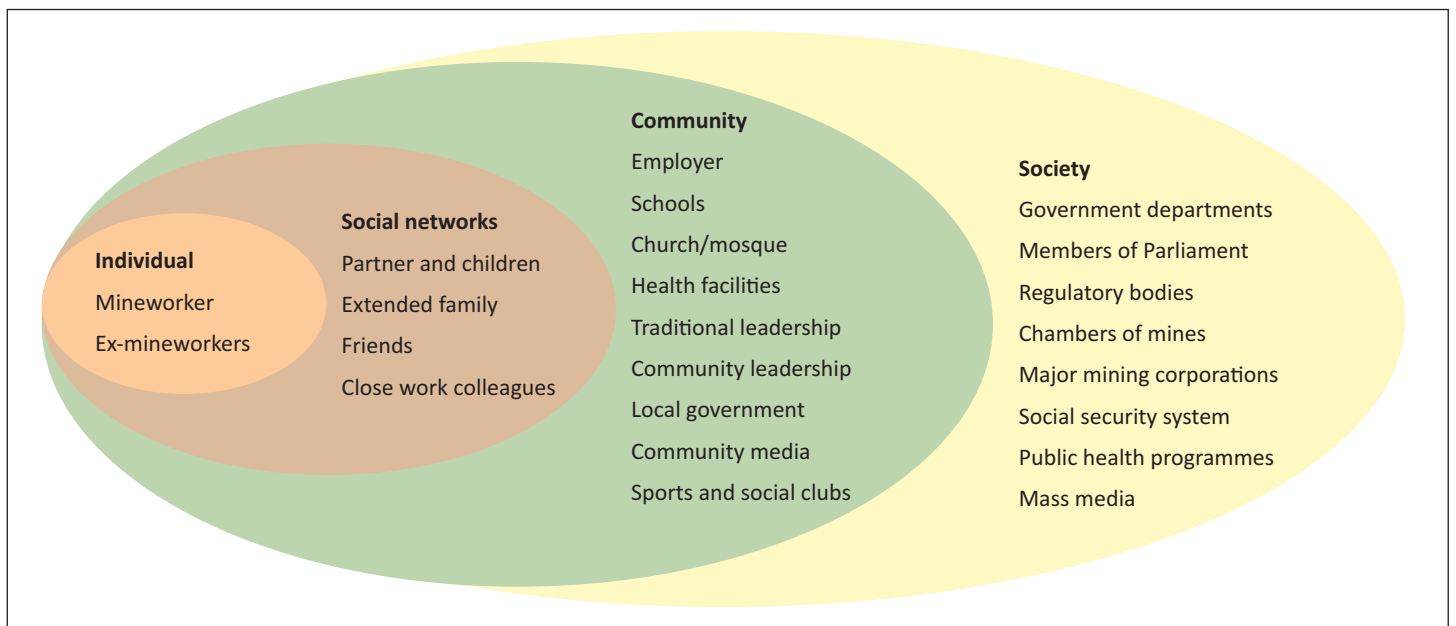 Individual
Mineworker
Ex-mineworkers
Social networks
Partner and children
Extended family
Friends
Close work colleagues
Community
Employer
Schools
Church/mosque
Health facilities
Traditional leadership
Community leadership
Local government
Community media
Sports and social clubs
Society
Government departments
Members of Parliament
Regulatory bodies
Chambers of mines
Major mining corporations
Social security system
Public health programmes
Mass media